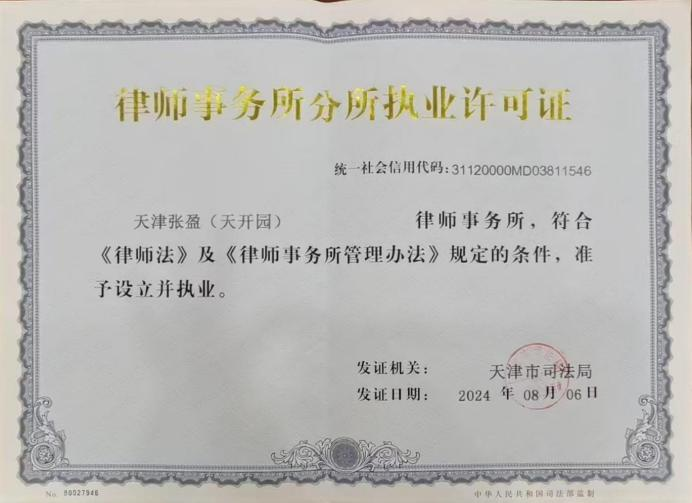 律师事务所分所执业许可证
统一社会信用代码:31120000MD03811546
天津张盈（天开园） 律师事务所，符合
《律师法》及《律师事务所管理办法》规定的条件，准
予设立并执业。
发证机关： 天津市司法局
发证日期： 2024 年 08 月 06 日
No. 80027946
中华人民共和国司法部监制